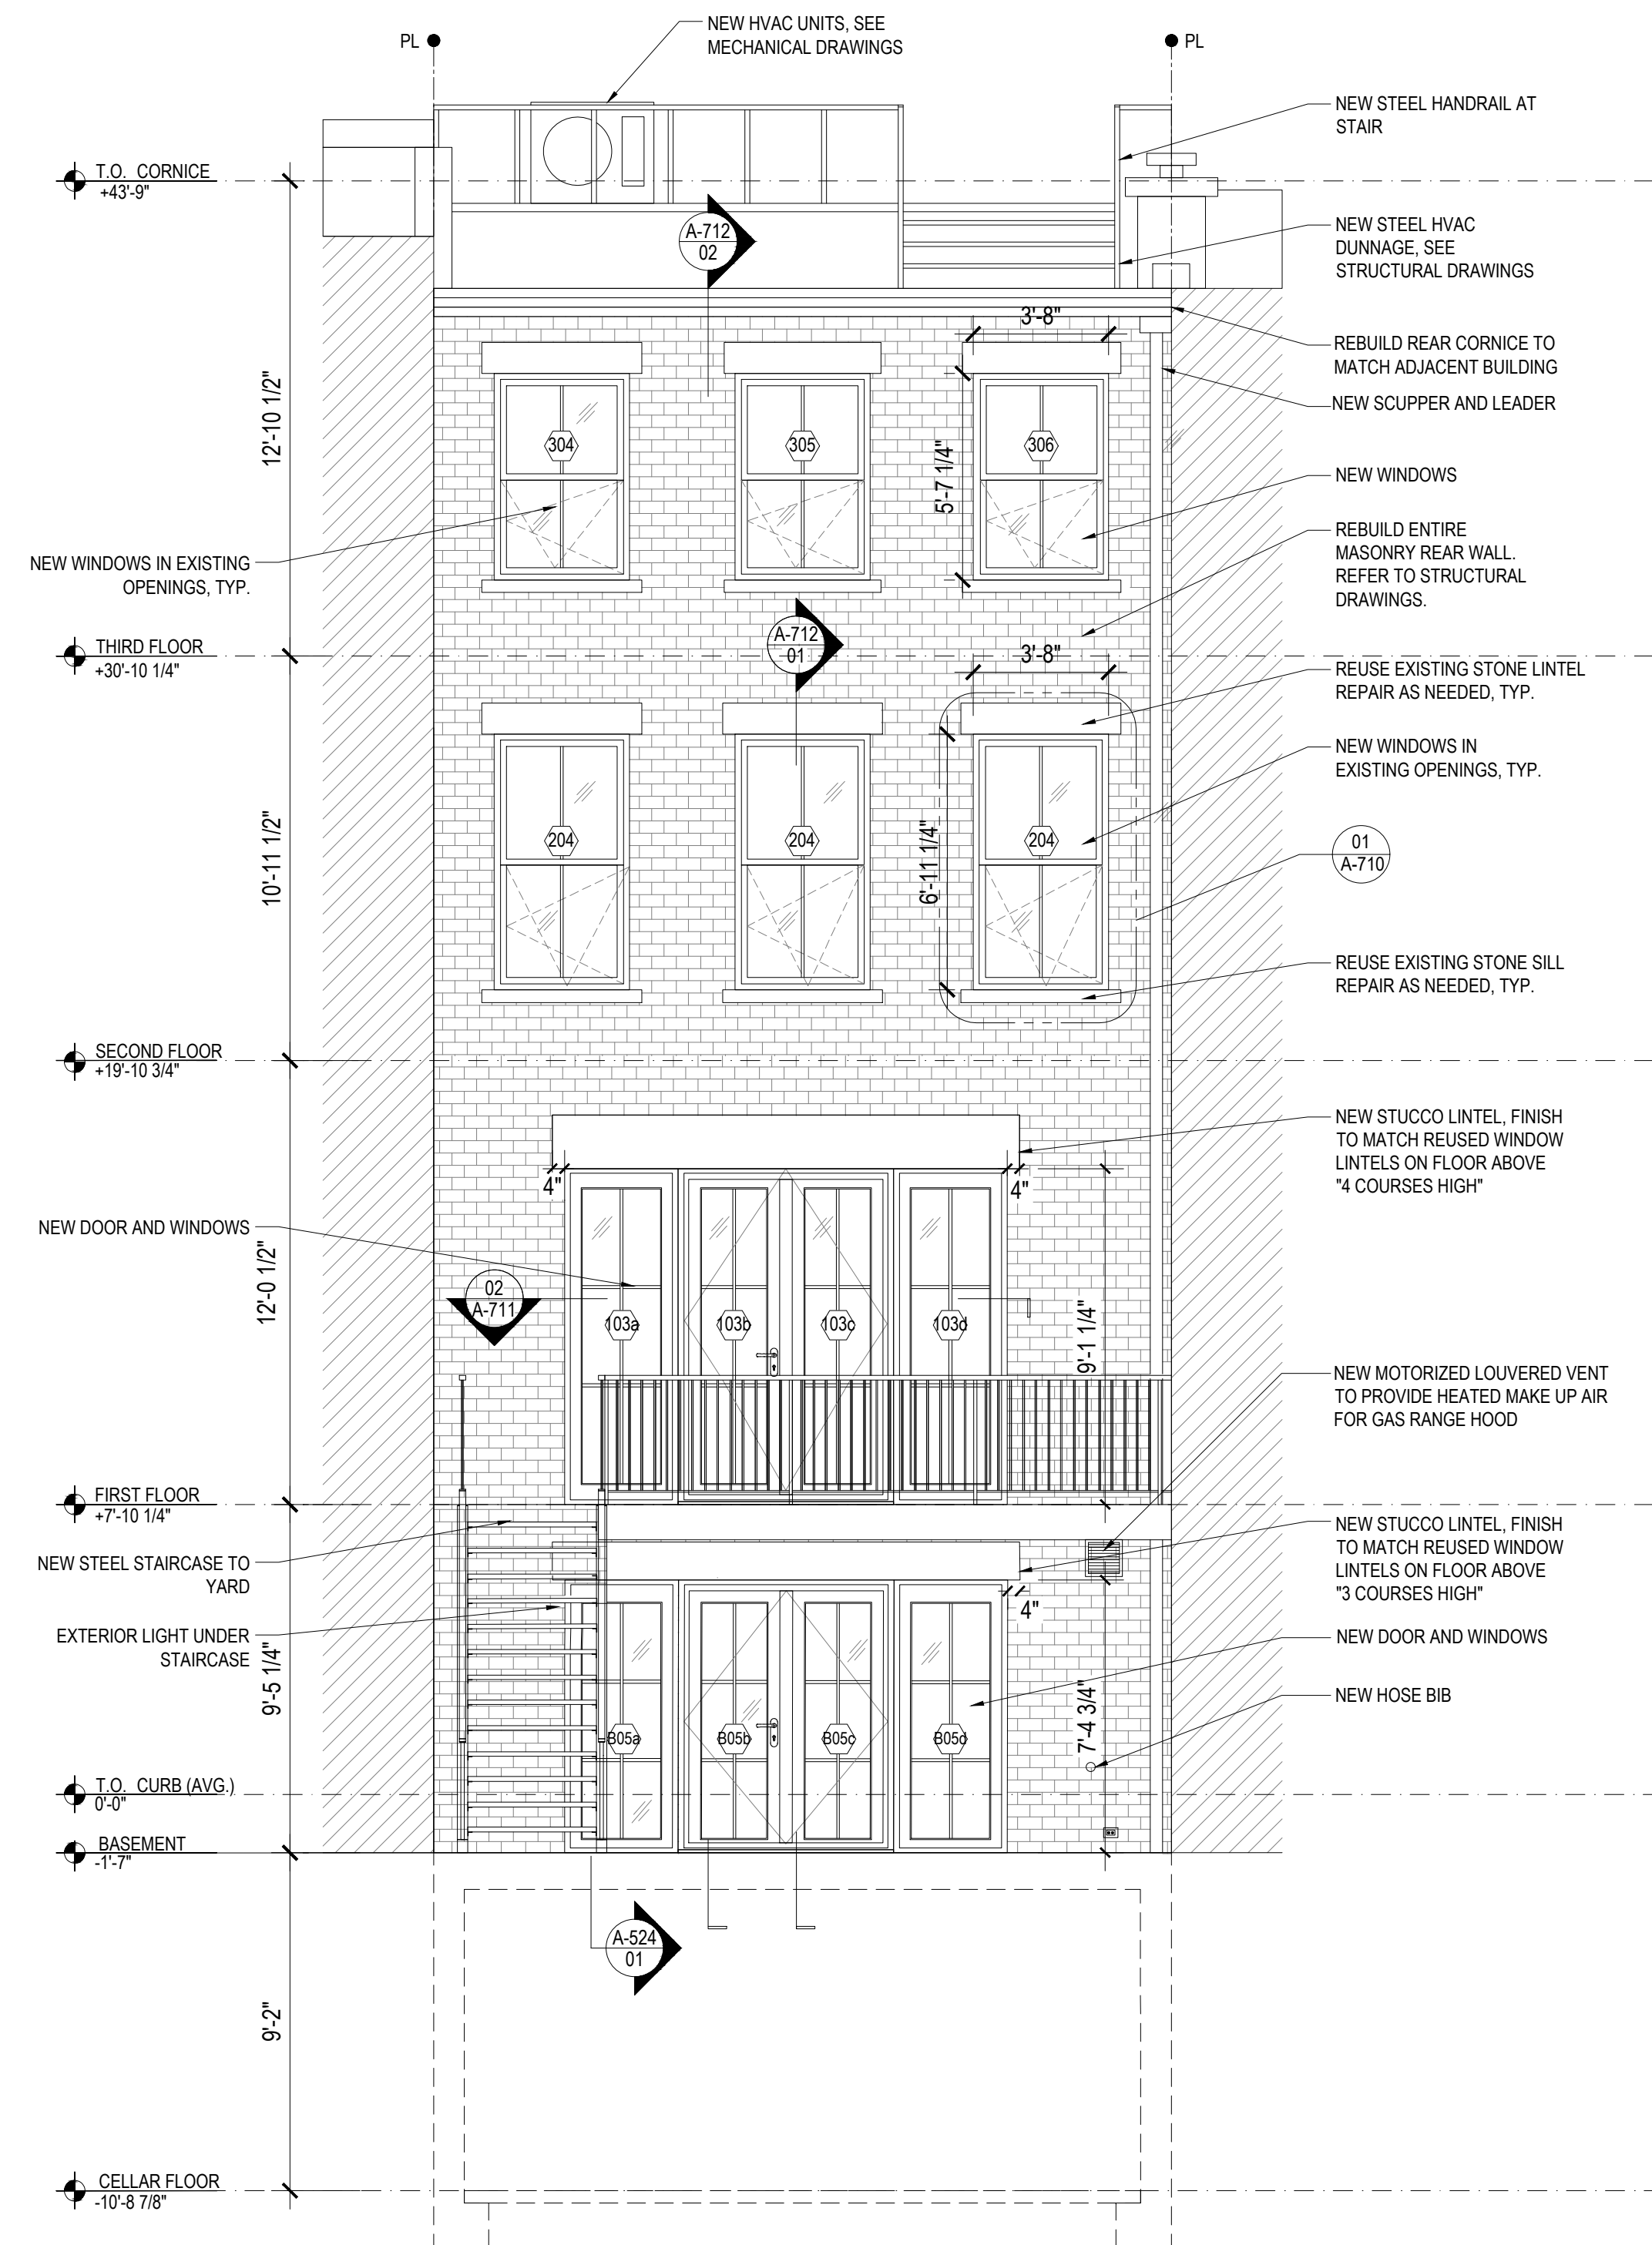 NEW HVAC UNITS, SEE
MECHANICAL DRAWINGS
PL
PL
NEW STEEL HANDRAIL AT
STAIR
T.O. CORNICE
+43'-9"
A-712
02
NEW STEEL HVAC
DUNNAGE, SEE
STRUCTURAL DRAWINGS
3'-8"
REBUILD REAR CORNICE TO
MATCH ADJACENT BUILDING
NEW SCUPPER AND LEADER
12'-10 1/2"
304
305
306
5'-7 1/4"
NEW WINDOWS
REBUILD ENTIRE
MASONRY REAR WALL.
REFER TO STRUCTURAL
DRAWINGS.
NEW WINDOWS IN EXISTING
OPENINGS, TYP.
THIRD FLOOR
+30'-10 1/4"
A-712
01
3'-8"
REUSE EXISTING STONE LINTEL
REPAIR AS NEEDED, TYP.
NEW WINDOWS IN
EXISTING OPENINGS, TYP.
10'-11 1/2"
204
204
204
6'-11 1/4"
01
A-710
REUSE EXISTING STONE SILL
REPAIR AS NEEDED, TYP.
SECOND FLOOR
+19'-10 3/4"
NEW STUCCO LINTEL, FINISH
TO MATCH REUSED WINDOW
LINTELS ON FLOOR ABOVE
"4 COURSES HIGH"
4"
4"
NEW DOOR AND WINDOWS
12'-0 1/2"
02
A-711
103a
103b
103c
103d
9'-1 1/4"
NEW MOTORIZED LOUVERED VENT
TO PROVIDE HEATED MAKE UP AIR
FOR GAS RANGE HOOD
FIRST FLOOR
+7'-10 1/4"
NEW STUCCO LINTEL, FINISH
TO MATCH REUSED WINDOW
LINTELS ON FLOOR ABOVE
"3 COURSES HIGH"
NEW STEEL STAIRCASE TO
YARD
4"
EXTERIOR LIGHT UNDER
STAIRCASE
NEW DOOR AND WINDOWS
9'-5 1/4"
NEW HOSE BIB
B05a
B05b
B05c
B05d
7'-4 3/4"
T.O. CURB (AVG.)
0'-0"
BASEMENT
-1'-7"
A-524
01
9'-2"
CELLAR FLOOR
-10'-8 7/8"